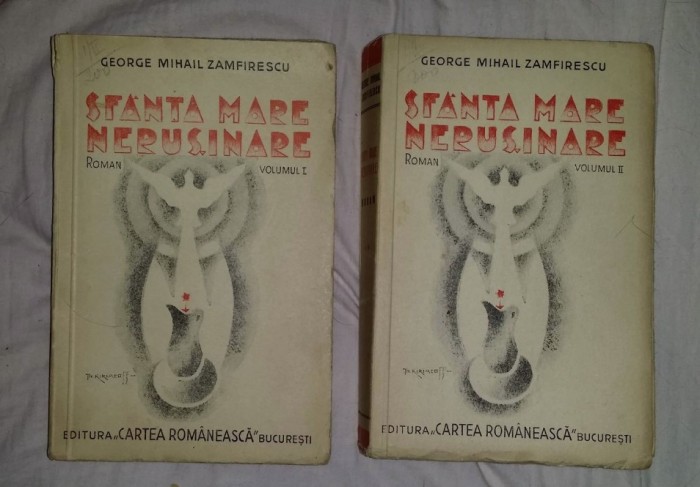 GEORGE MIHAIL ZAMFIRESCU
SFÂNTA MARE
NERUȘINARE
ROMAN
VOLUMUL I
EDITURA „CARTEA ROMÂNEASCĂ” BUCUREȘTI
GEORGE MIHAIL ZAMFIRESCU
SFÂNTA MARE
NERUȘINARE
ROMAN
VOLUMUL II
EDITURA „CARTEA ROMÂNEASCĂ” BUCUREȘTI